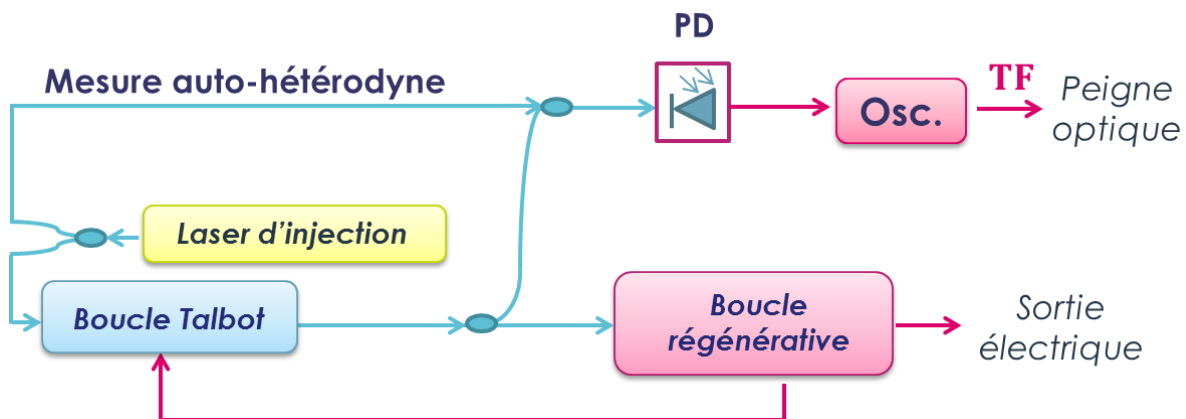 PD
Mesure auto-hétérodyne
Osc.
TF
Peigne
optique
Laser d’injection
Boucle Talbot
Boucle
régénérative
Sortie
électrique